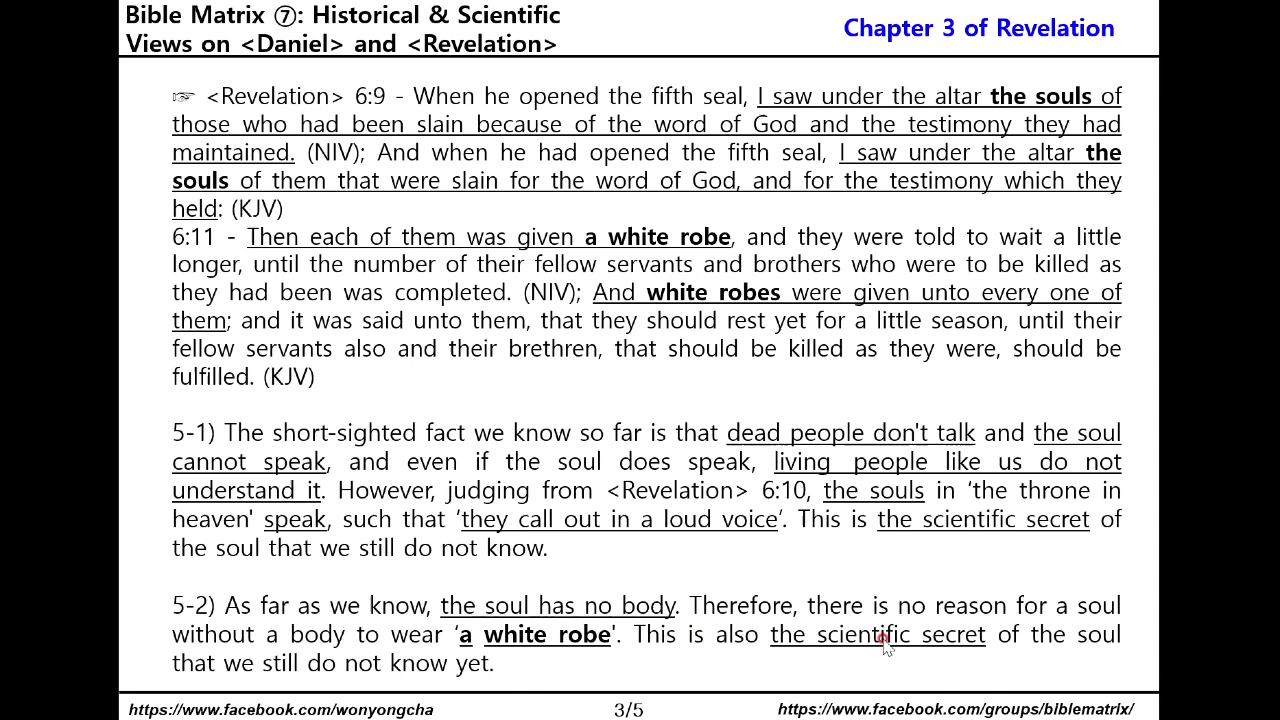 Bible Matrix ⑦: Historical & Scientific
Views on <Daniel> and <Revelation>
Chapter 3 of Revelation
☞ <Revelation> 6:9 - When he opened the fifth seal, I saw under the altar the souls of
those who had been slain because of the word of God and the testimony they had
maintained. (NIV); And when he had opened the fifth seal, I saw under the altar the
souls of them that were slain for the word of God, and for the testimony which they
held: (KJV)
6:11 - Then each of them was given a white robe, and they were told to wait a little
longer, until the number of their fellow servants and brothers who were to be killed as
they had been was completed. (NIV); And white robes were given unto every one of
them; and it was said unto them, that they should rest yet for a little season, until their
fellow servants also and their brethren, that should be killed as they were, should be
fulfilled. (KJV)
5-1) The short-sighted fact we know so far is that dead people don't talk and the soul
cannot speak, and even if the soul does speak, living people like us do not
understand it. However, judging from <Revelation> 6:10, the souls in ‘the throne in
heaven' speak, such that ‘they call out in a loud voice’. This is the scientific secret of
the soul that we still do not know.
5-2) As far as we know, the soul has no body. Therefore, there is no reason for a soul
without a body to wear ‘a white robe'. This is also the scientific secret of the soul
that we still do not know yet.
https://www.facebook.com/wonyongcha
3/5
https://www.facebook.com/groups/biblematrix/